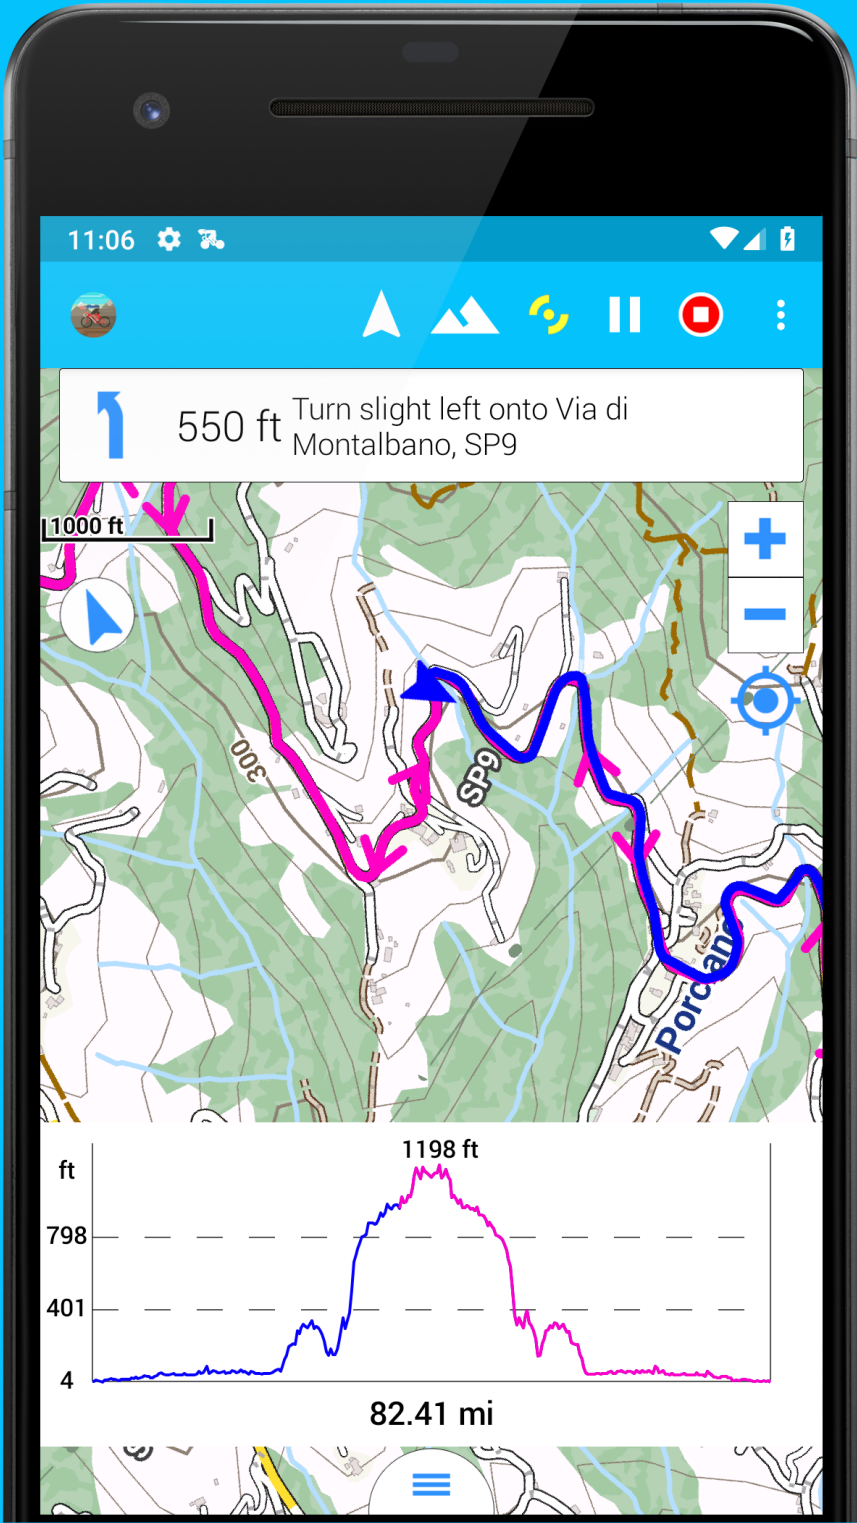 11:06
550 ft
Turn slight left onto Via di
Montalbano, SP9
1000 ft
300
SP9
1198 ft
ft
798
401
4
82.41 mi